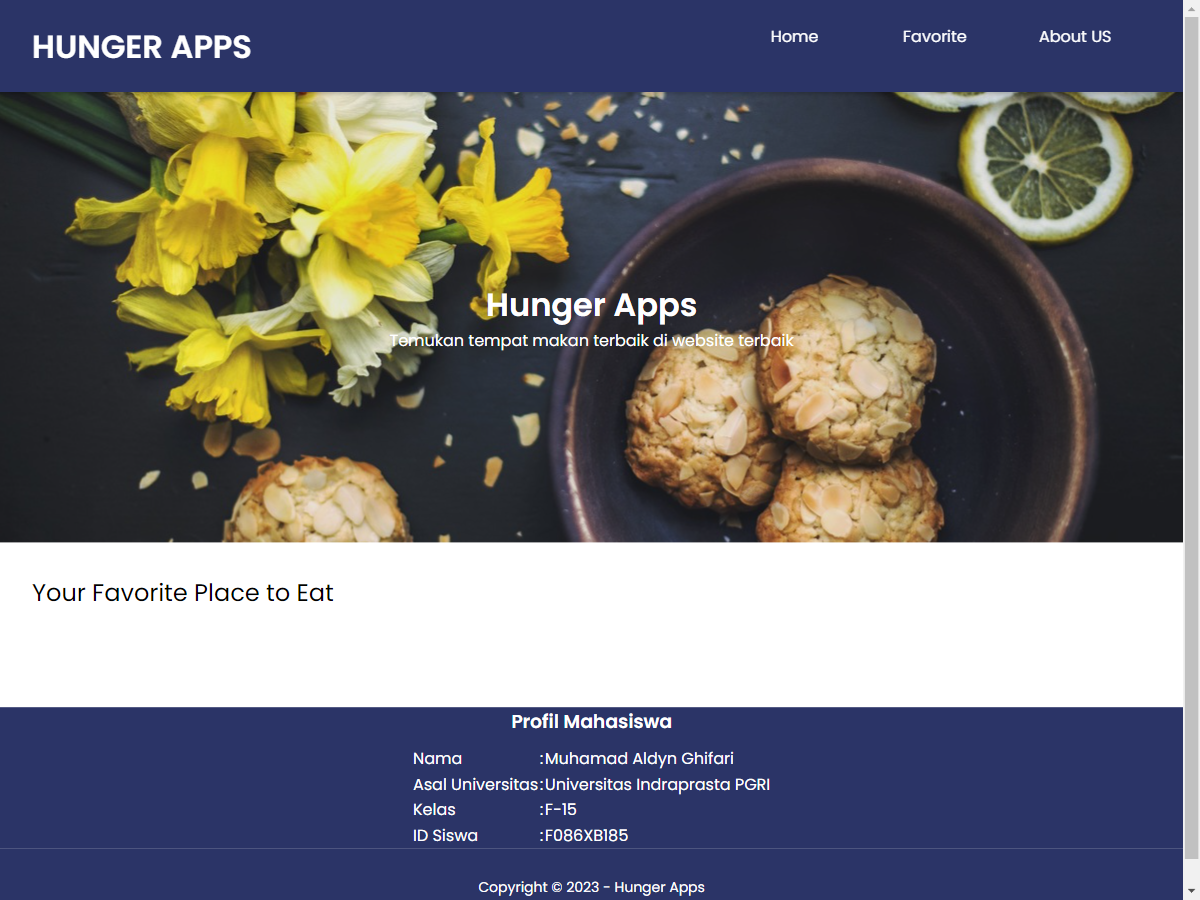 HUNGER APPS
Home
Favorite
About US
Hunger Apps
Temukan tempat makan terbaik di website terbaik
Your Favorite Place to Eat
Profil Mahasiswa
Nama :Muhamad Aldyn Ghifari
Asal Universitas:Universitas Indraprasta PGRI
Kelas :F-15
ID Siswa :F086XB185
Copyright © 2023 - Hunger Apps